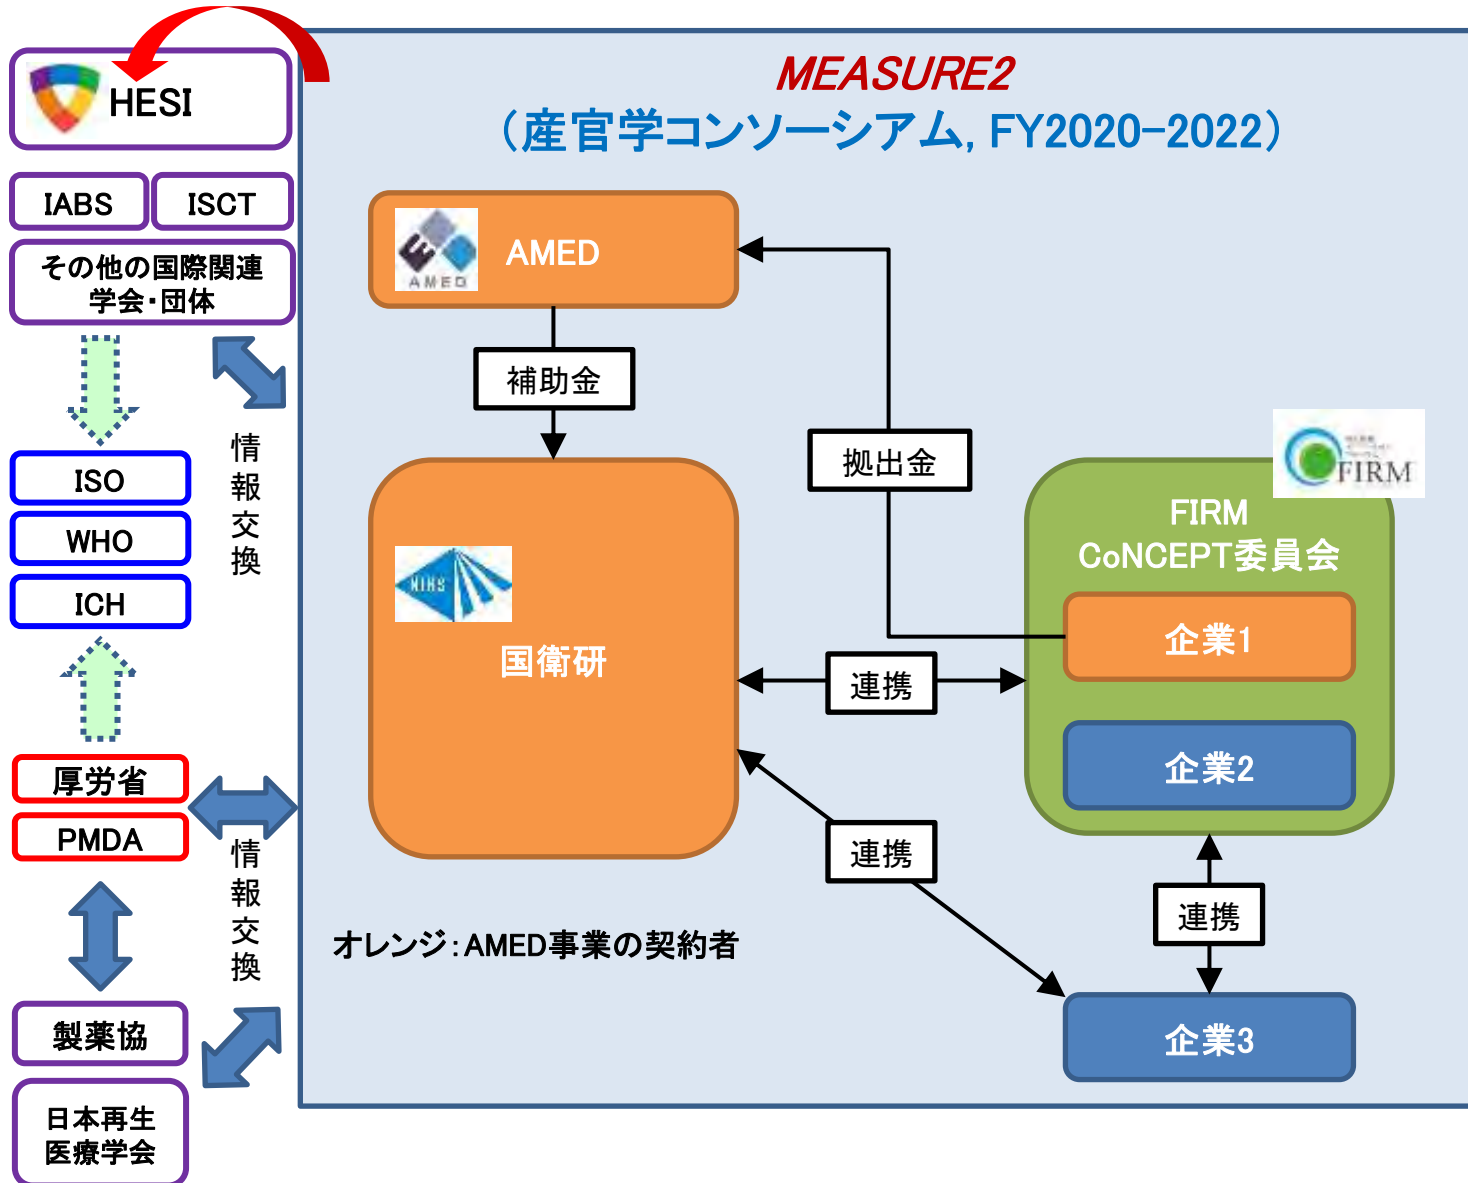 MEASURE2
（産官学コンソーシアム, FY2020-2022）
HESI
IABS
ISCT
その他の国際関連
学会・団体
情報交換
ISO
WHO
ICH
厚労省
PMDA
情報交換
製薬協
日本再生
医療学会
AMED
AMED
補助金
拠出金
NIHS
国衛研
連携
連携
連携
FIRM
FIRM
CoNCEPT委員会
企業1
企業2
企業3
オレンジ：AMED事業の契約者